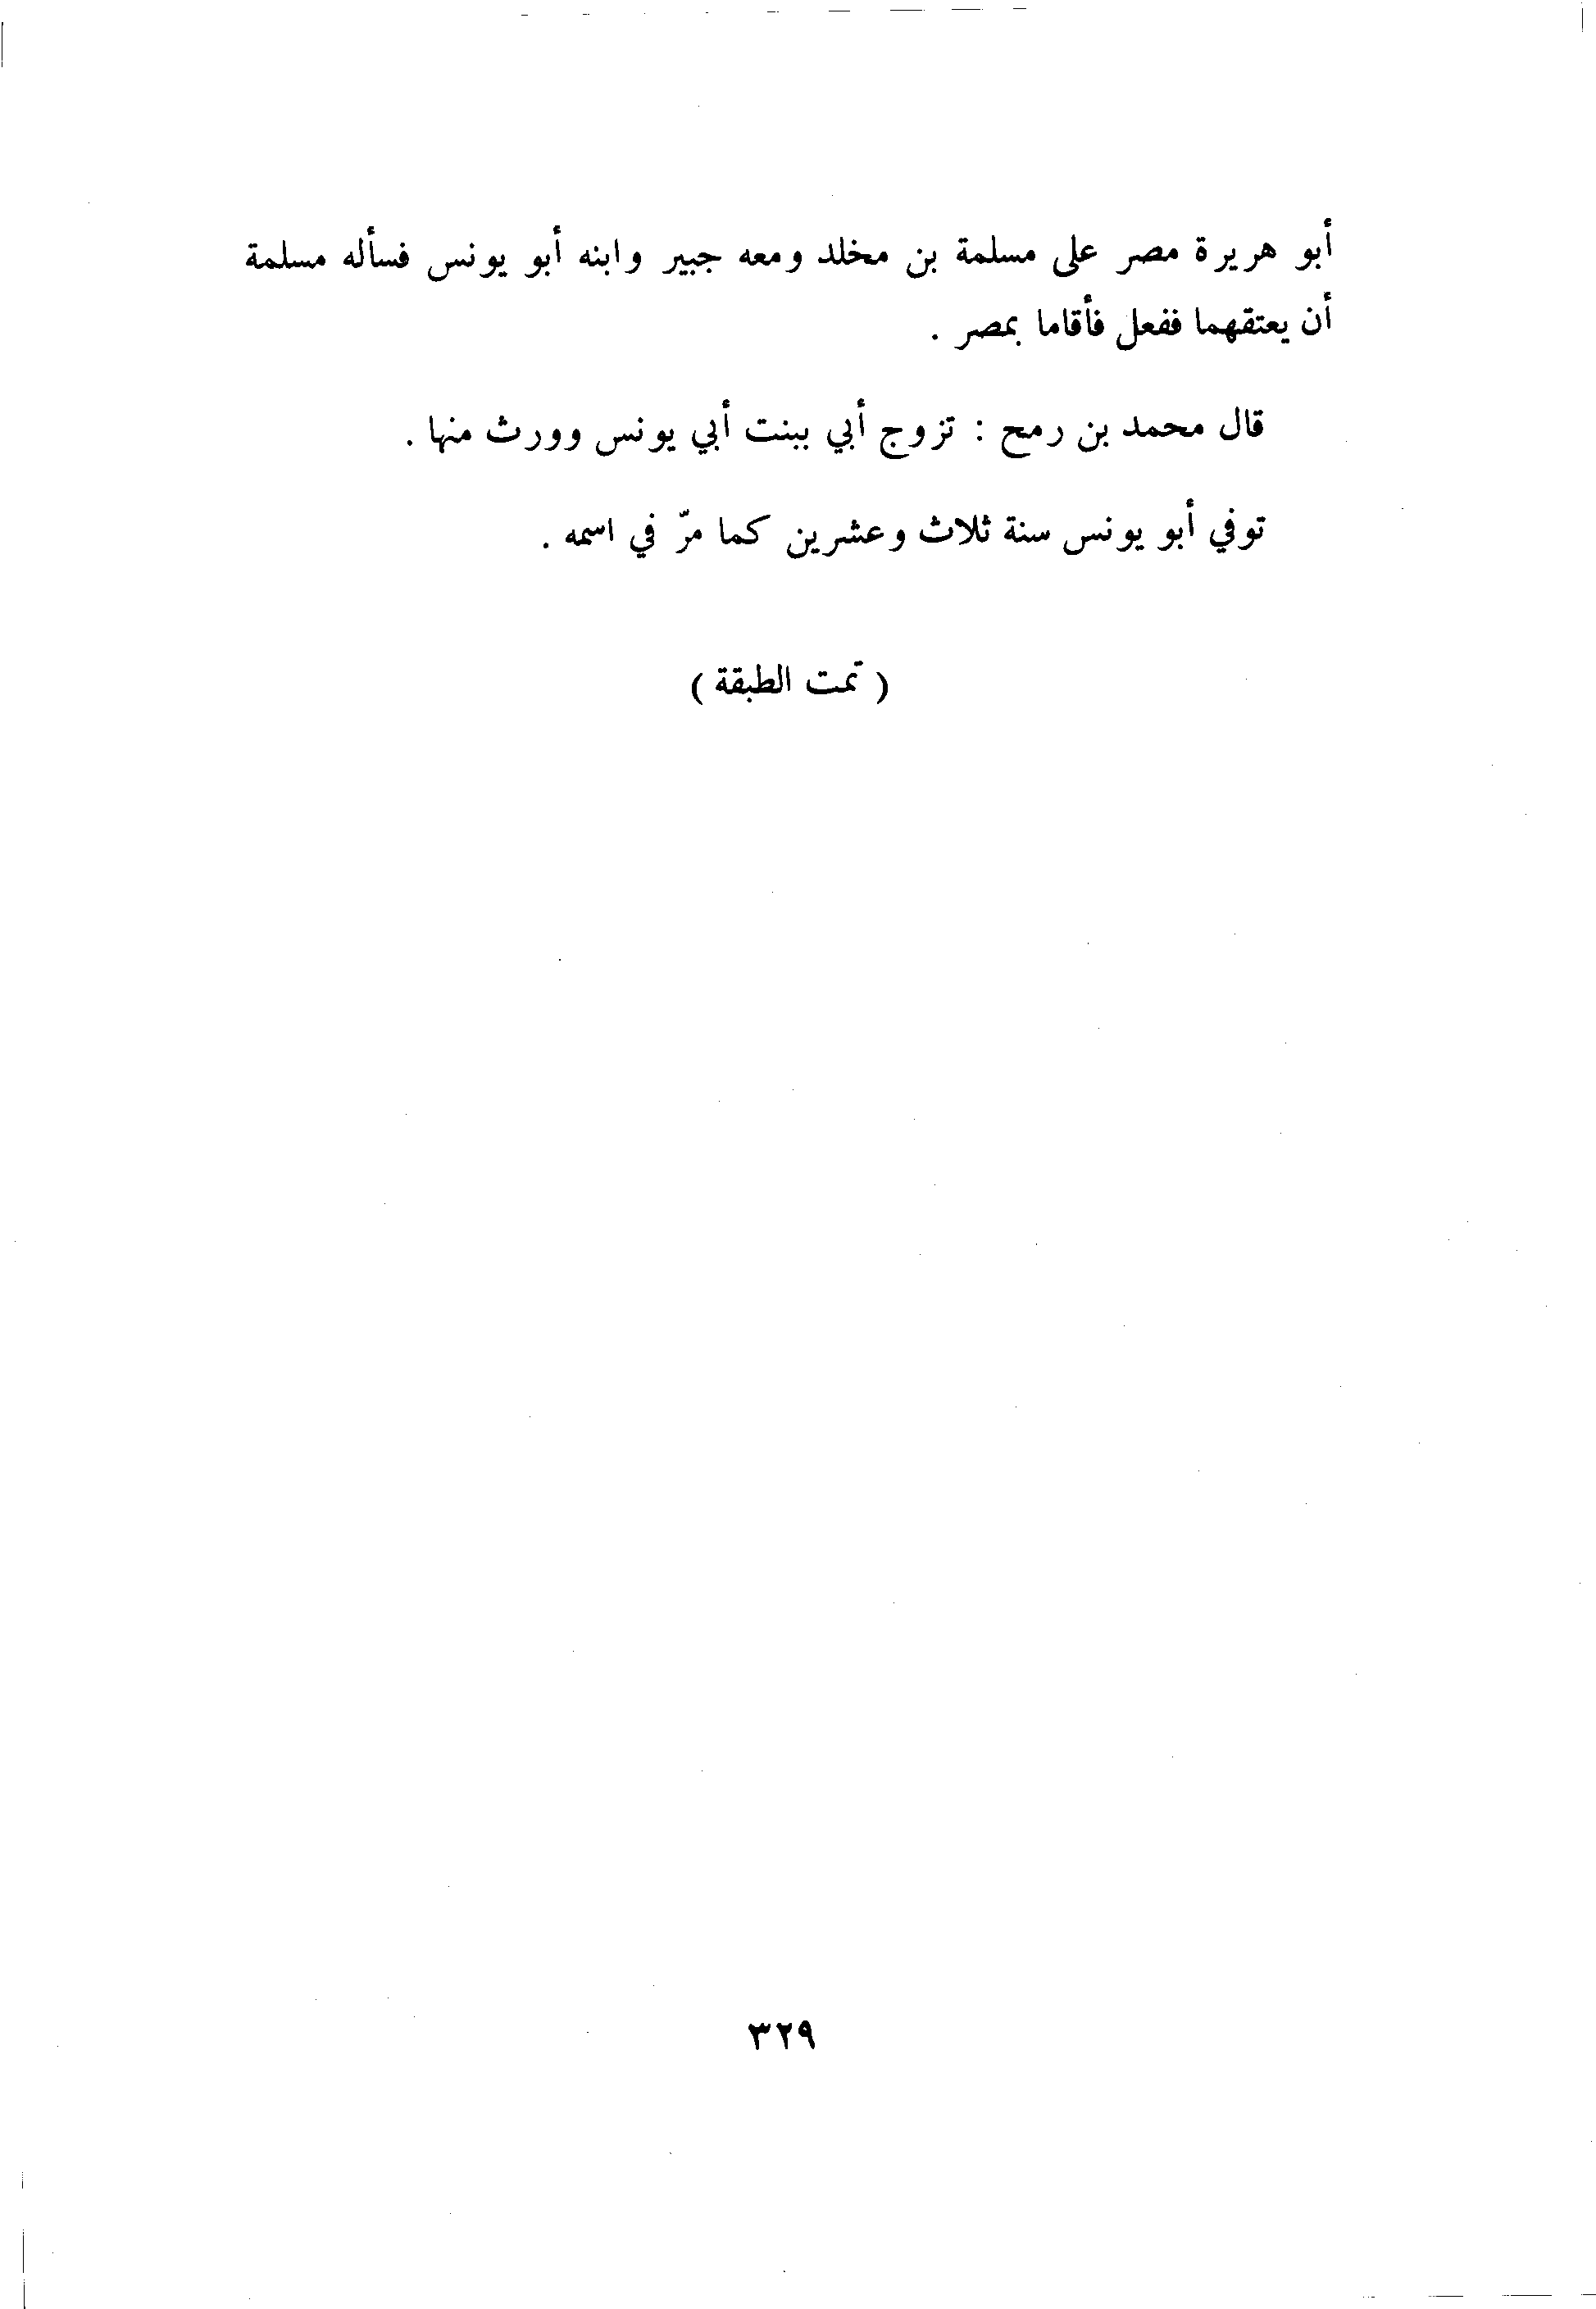 أبو هريرة مصر على مسلمة بن مخلد ومعه جبير وابنه أبو يونس فسأله مسلمة
أن يعتقهما ففعل فأقاما بمصر .
قال محمد بن رمح : تزوج أبي ببنت أبي يونس وورث منها .
توفي أبو يونس سنة ثلاث وعشرين كما مرّ في اسمه .
( تمت الطبقة )
٣٢٩